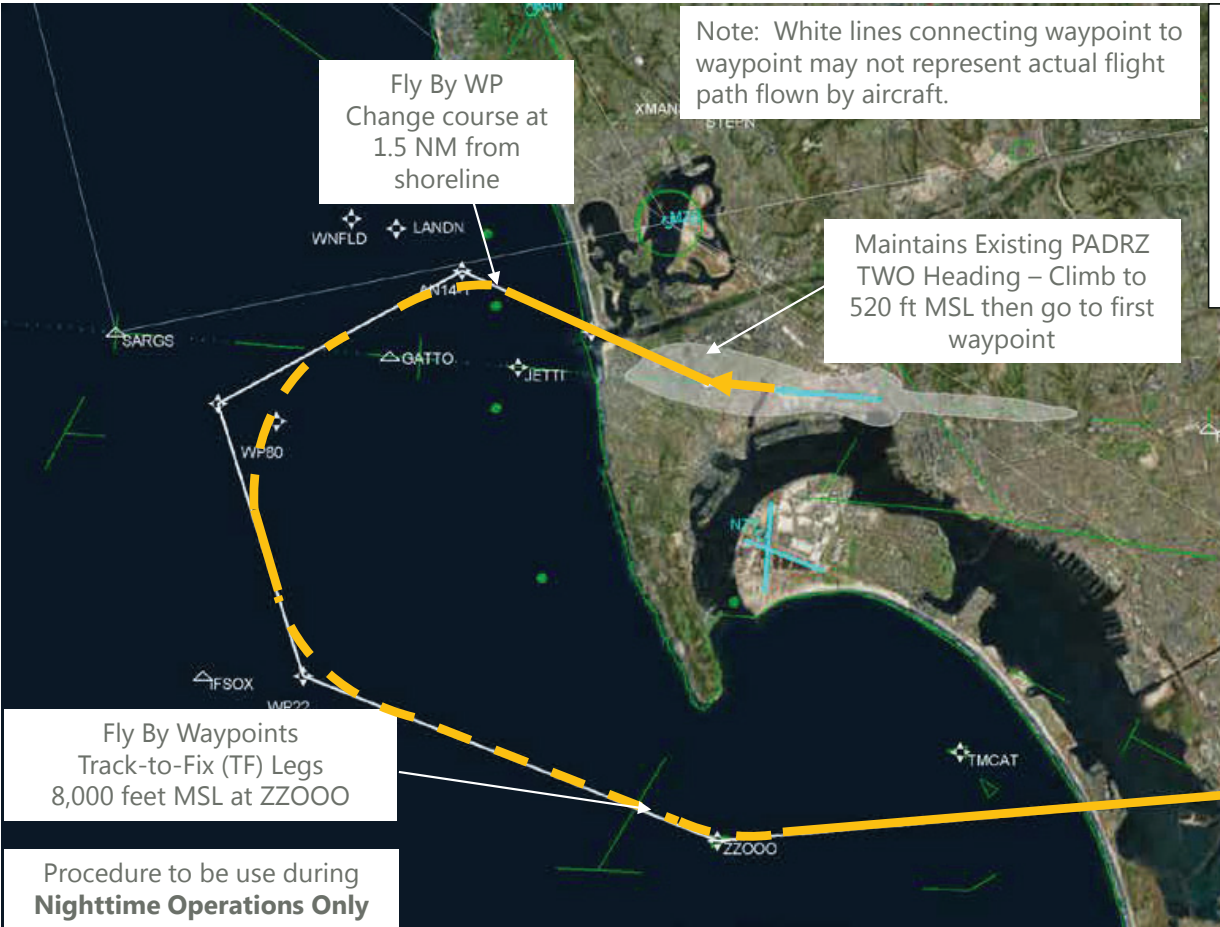 Note:  White lines connecting waypoint to
waypoint may not represent actual flight
path flown by aircraft.
Fly By WP
Change course at
1.5 NM from
shoreline
STEPN
WNFLD
LANDN
Maintains Existing PADRZ
TWO Heading – Climb to
520 ft MSL then go to first
waypoint
SARGS
GATTO
JETTI
WP80
IFSOX
WP22
Fly By Waypoints
Track-to-Fix (TF) Legs
8,000 feet MSL at ZZOOO
TMCAT
ZZOOO
Procedure to be use during
Nighttime Operations Only